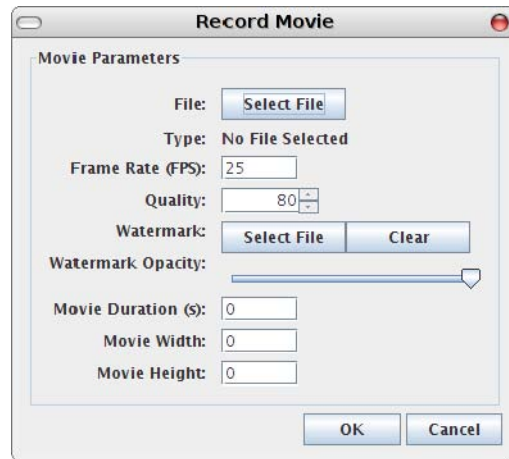 Record Movie
Movie Parameters
File: Select File
Type: No File Selected
Frame Rate (FPS): 25
Quality: 80
Watermark: Select File Clear
Watermark Opacity:
Movie Duration (s): 0
Movie Width: 0
Movie Height: 0
OK Cancel